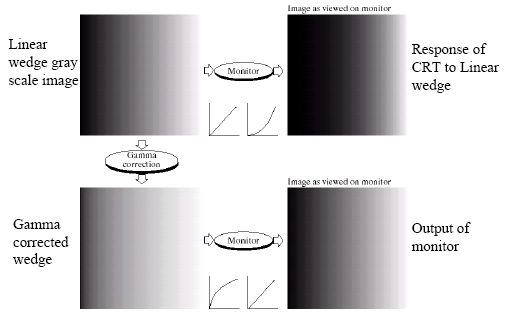 Image as viewed on monitor
Linear
wedge gray
scale image
Monitor
Response of
CRT to Linear
wedge
Gamma
correction
Image as viewed on monitor
Gamma
corrected
wedge
Monitor
Output of
monitor